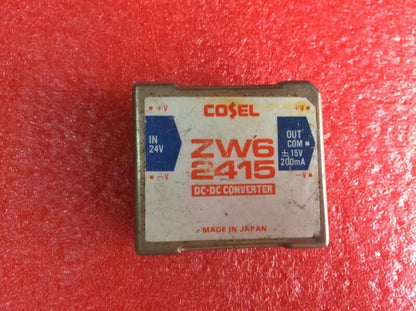 +V
+V
COSEL
IN
24V
OUT
COM
±15V
200mA
ZW6
2415
-V
-V
DC-DC CONVERTER
MADE IN JAPAN